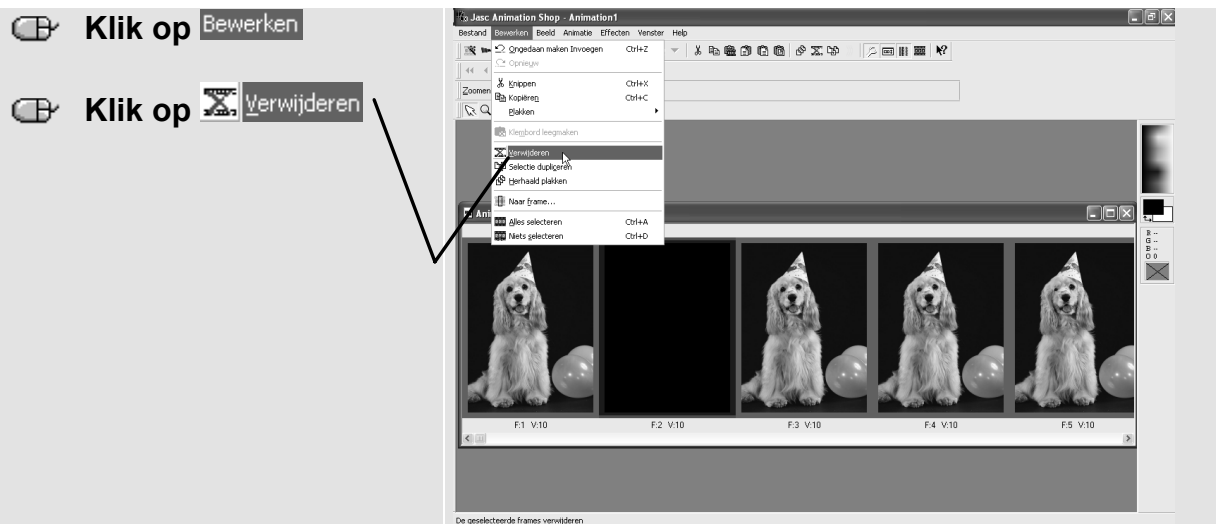 Klik op Bewerken
Klik op Verwijderen
Jasc Animation Shop - Animation1
Bestand Bewerken Beeld Animatie Effecten Venster Help
Ongedaan maken Invoegen Ctrl+Z
Opnieuw
Knippen Ctrl+X
Kopiëren Ctrl+C
Plakken
Klembord leegmaken
Verwijderen
Selectie dupliceren
Herhaald plakken
Naar frame...
Alles selecteren Ctrl+A
Niets selecteren Ctrl+D
Zoomen
Ani
R --
G --
B --
O 0
F:1 V:10 F:2 V:10 F:3 V:10 F:4 V:10 F:5 V:10
De geselecteerde frames verwijderen